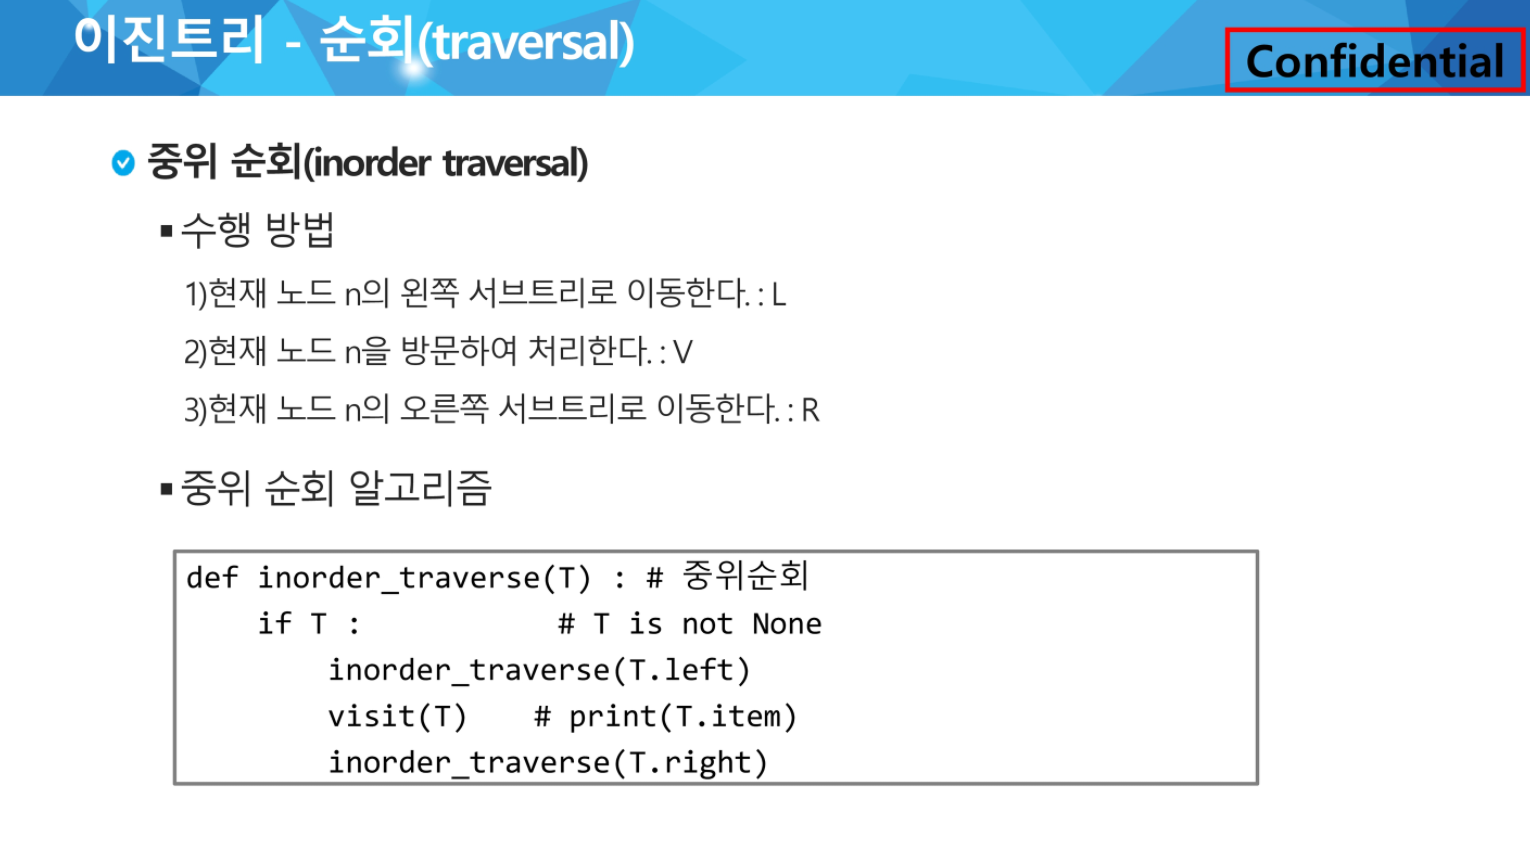 이진트리 - 순회(traversal)
Confidential
중위 순회(inorder traversal)
수행 방법
1)현재 노드 n의 왼쪽 서브트리로 이동한다. : L
2)현재 노드 n을 방문하여 처리한다. : V
3)현재 노드 n의 오른쪽 서브트리로 이동한다. : R
중위 순회 알고리즘
def inorder_traverse(T) : # 중위순회
    if T :           # T is not None
        inorder_traverse(T.left)
        visit(T)    # print(T.item)
        inorder_traverse(T.right)